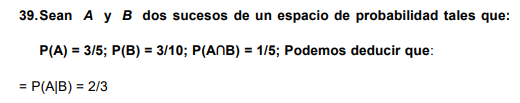 39.Sean A y B dos sucesos de un espacio de probabilidad tales que:
P(A) = 3/5; P(B) = 3/10; P(A∩B) = 1/5; Podemos deducir que:
= P(A|B) = 2/3